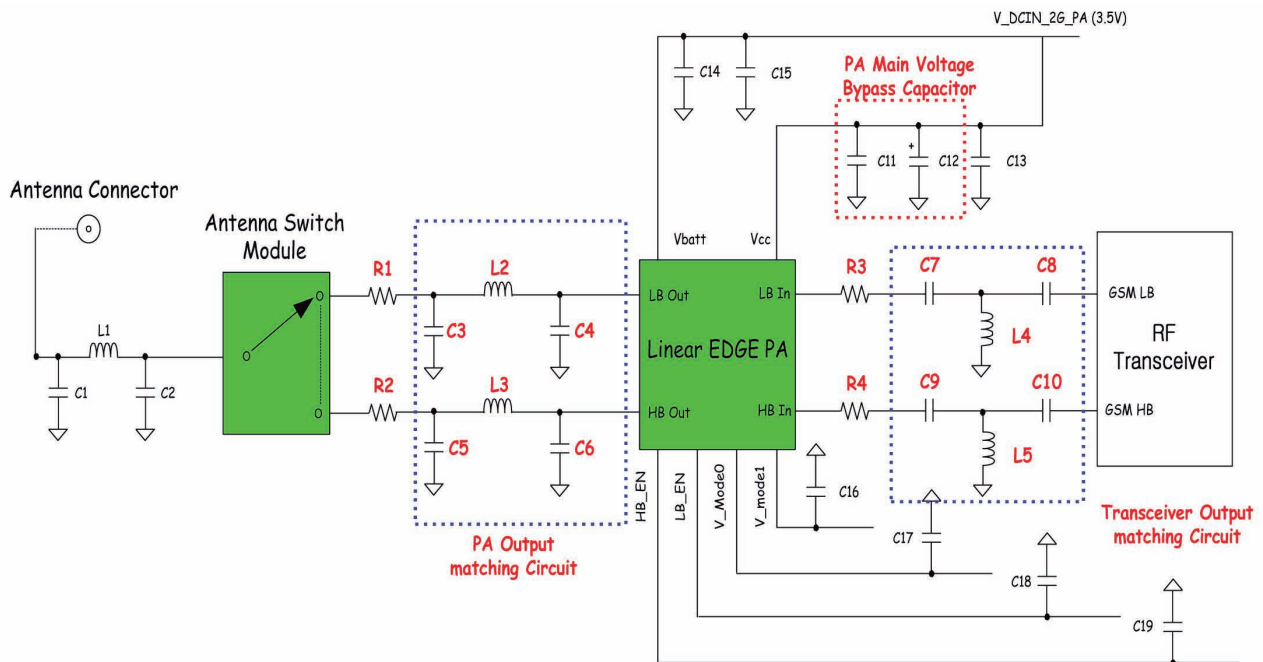 V_DCIN_2G_PA (3.5V)
C14
C15
PA Main Voltage
Bypass Capacitor
C11
+
C12
C13
Antenna Connector
Antenna Switch
Module
Vbatt
Vcc
R1
L2
LB Out
LB In
R3
C7
C8
GSM LB
C3
C4
L4
L1
Linear EDGE PA
RF
Transceiver
C1
C2
R2
L3
HB Out
HB In
R4
C9
C10
GSM HB
C5
C6
L5
HB_EN
LB_EN
V_Mode0
V_mode1
C16
PA Output
matching Circuit
C17
Transceiver Output
matching Circuit
C18
C19